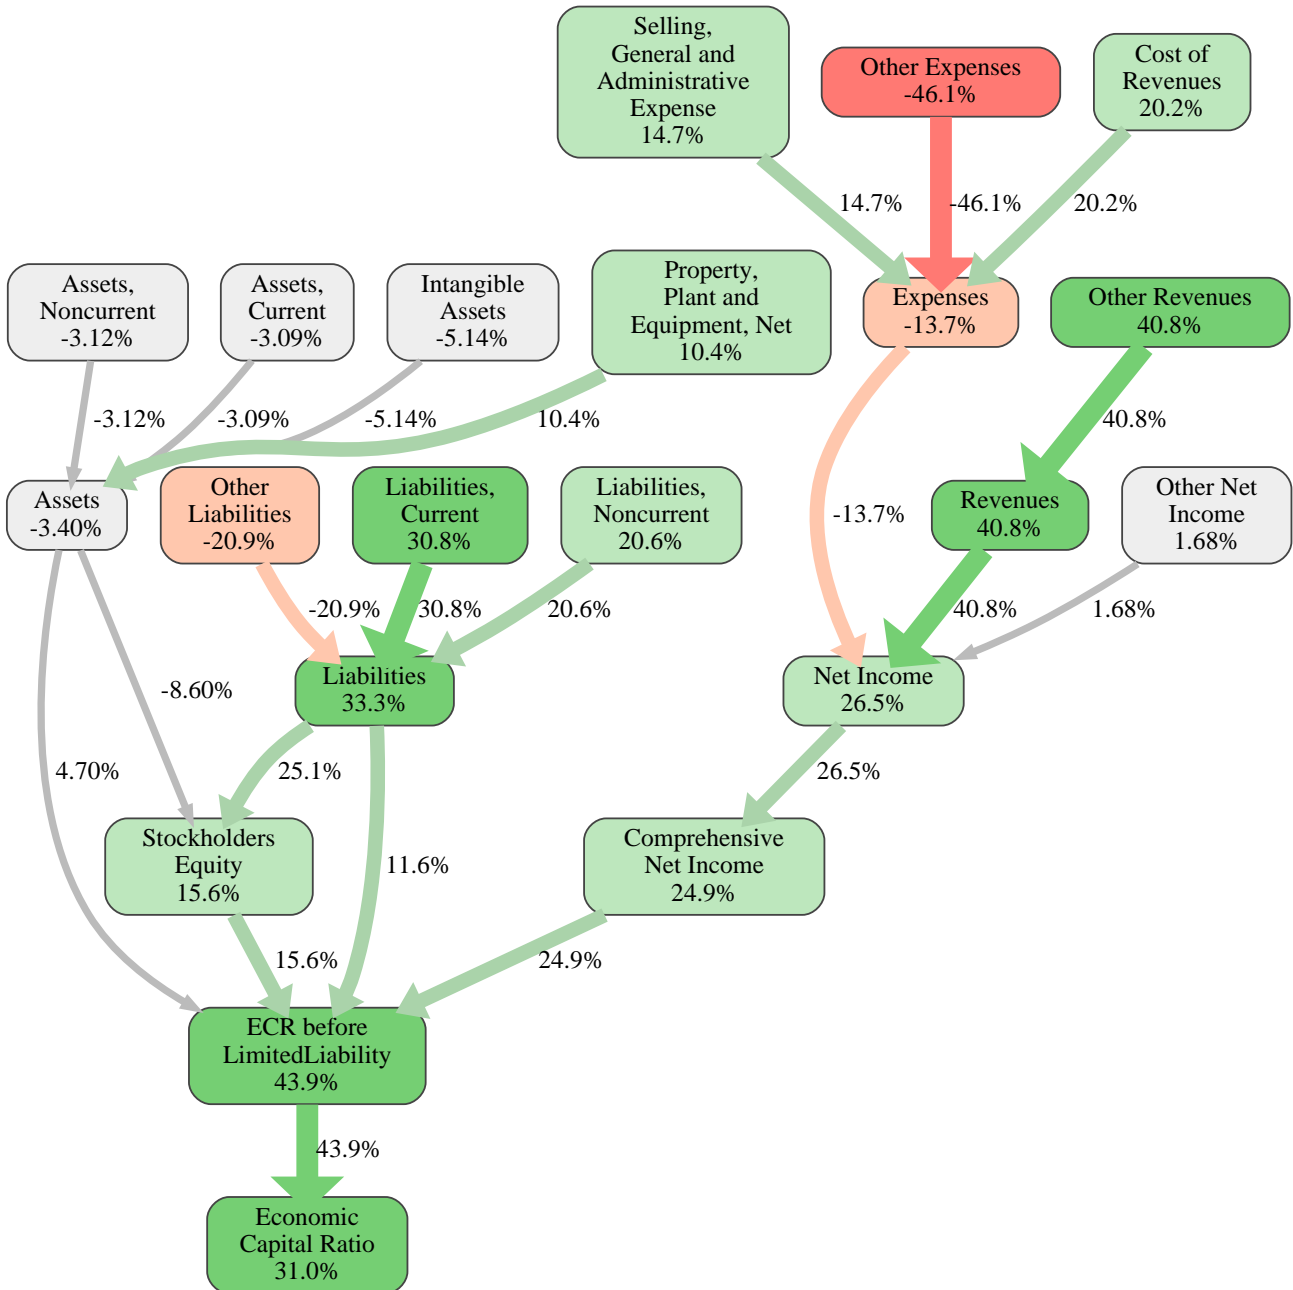 Selling,
General and
Administrative
Expense
14.7%
Other Expenses
-46.1%
Cost of
Revenues
20.2%
14.7%
-46.1%
20.2%
Assets,
Noncurrent
-3.12%
Assets,
Current
-3.09%
Intangible
Assets
-5.14%
Property,
Plant and
Equipment, Net
10.4%
Expenses
-13.7%
Other Revenues
40.8%
-3.12%
-3.09%
-5.14%
10.4%
40.8%
Assets
-3.40%
Other
Liabilities
-20.9%
Liabilities,
Current
30.8%
Liabilities,
Noncurrent
20.6%
-13.7%
Revenues
40.8%
Other Net
Income
1.68%
-20.9%
30.8%
20.6%
40.8%
1.68%
Liabilities
33.3%
-8.60%
Net Income
26.5%
4.70%
25.1%
26.5%
Stockholders
Equity
15.6%
11.6%
Comprehensive
Net Income
24.9%
15.6%
24.9%
ECR before
LimitedLiability
43.9%
43.9%
Economic
Capital Ratio
31.0%